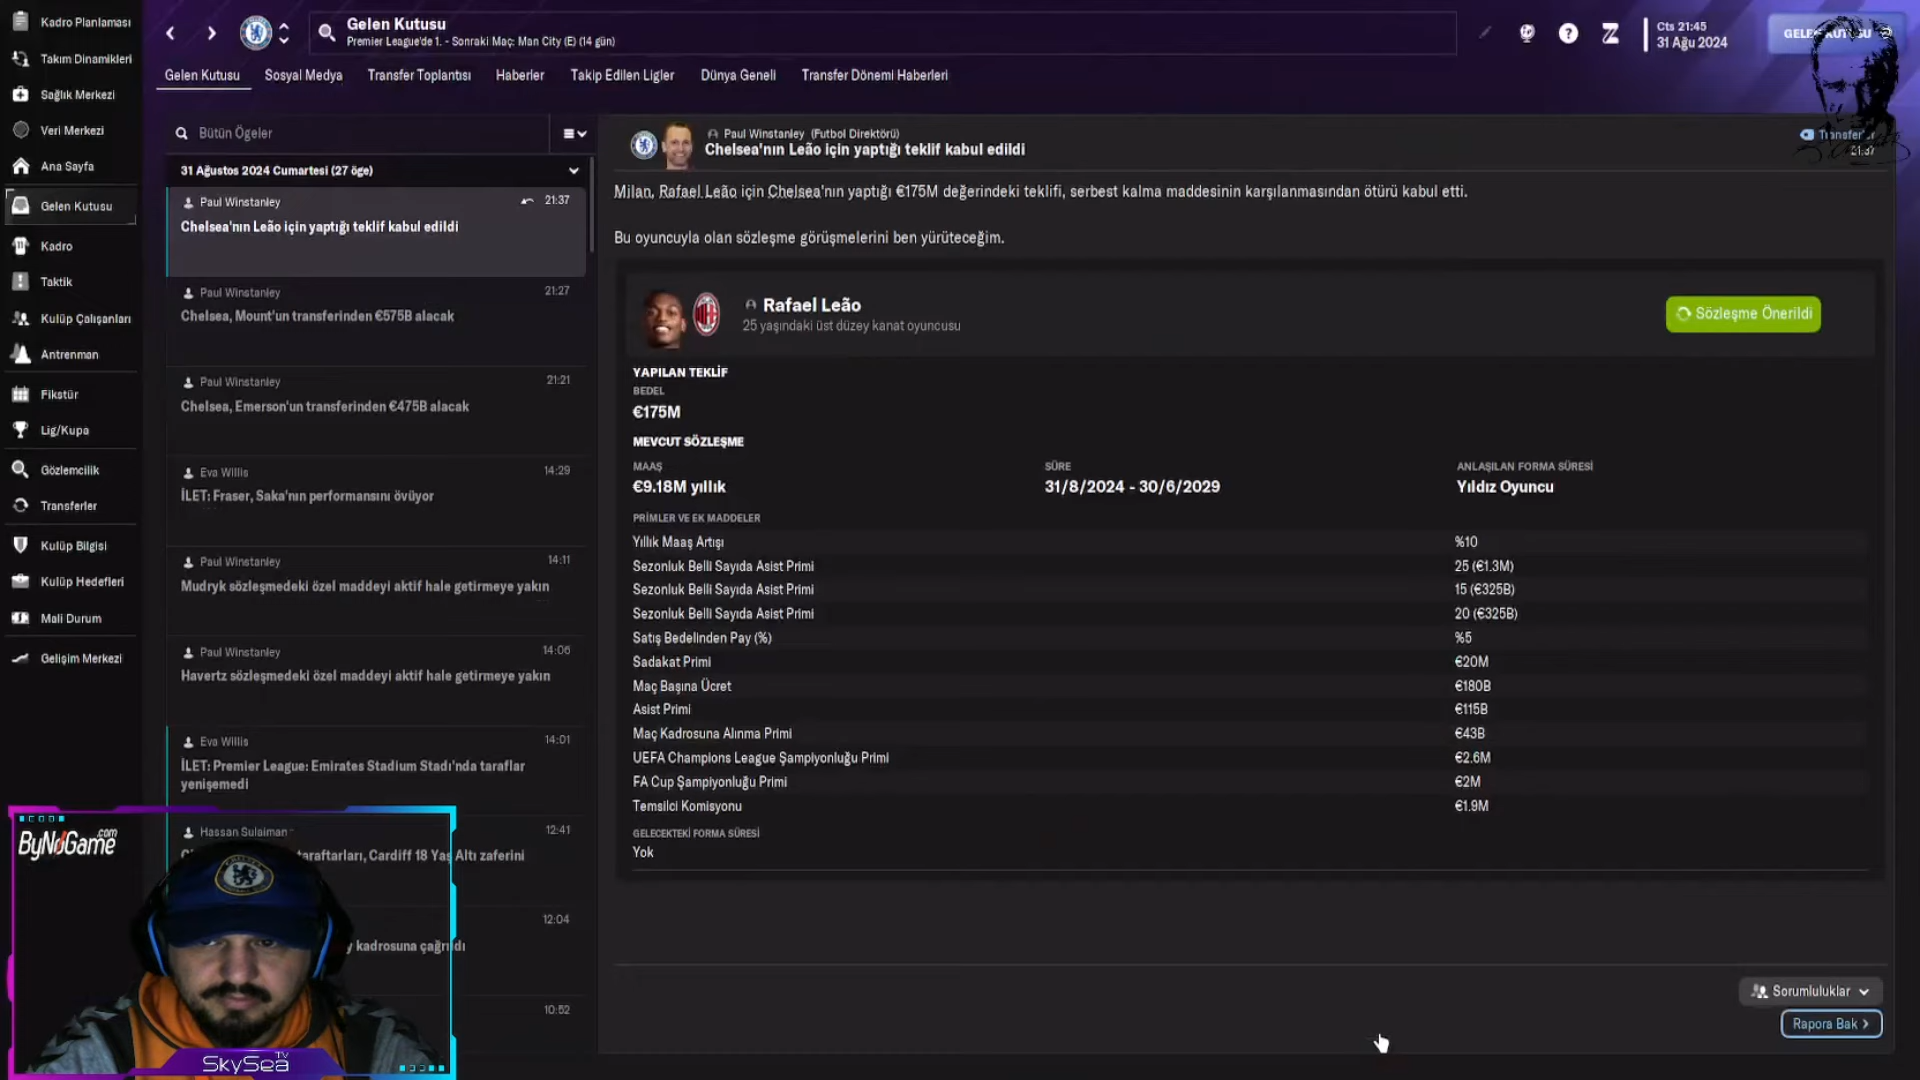 Kadro Planlaması
Takım Dinamikleri
Sağlık Merkezi
Veri Merkezi
Ana Sayfa
Gelen Kutusu
Kadro
Taktik
Kulüp Çalışanları
Antrenman
Fikstür
Lig/Kupa
Gözlemcilik
Transferler
Kulüp Bilgisi
Kulüp Hedefleri
Mali Durum
Gelişim Merkezi
Gelen Kutusu
Premier League'de 1. - Sonraki Maç: Man City (E) (14 gün)
Cts 21:45
31 Ağu 2024
Gelen Kutusu
Sosyal Medya
Transfer Toplantısı
Haberler
Takip Edilen Ligler
Dünya Geneli
Transfer Dönemi Haberleri
Bütün Ögeler
31 Ağustos 2024 Cumartesi (27 öge)
Paul Winstanley 21:37
Chelsea'nın Leão için yaptığı teklif kabul edildi
Paul Winstanley 21:27
Chelsea, Mount'un transferinden €575B alacak
Paul Winstanley 21:21
Chelsea, Emerson'un transferinden €475B alacak
Eva Willis 14:29
İLET: Fraser, Saka'nın performansını övüyor
Paul Winstanley 14:11
Mudryk sözleşmedeki özel maddeyi aktif hale getirmeye yakın
Paul Winstanley 14:06
Havertz sözleşmedeki özel maddeyi aktif hale getirmeye yakın
Eva Willis 14:01
İLET: Premier League: Emirates Stadium Stadı'nda taraflar
yenişemedi
Hassan Sulaiman 12:41
taraftarları, Cardiff 18 Yaş Altı zaferini
12:04
kadrosuna çağrıldı
10:52
Paul Winstanley (Futbol Direktörü)
Chelsea'nın Leão için yaptığı teklif kabul edildi
21:37
Milan, Rafael Leão için Chelsea'nın yaptığı €175M değerindeki teklifi, serbest kalma maddesinin karşılanmasından ötürü kabul etti.
Bu oyuncuyla olan sözleşme görüşmelerini ben yürüteceğim.
Rafael Leão
25 yaşındaki üst düzey kanat oyuncusu
Sözleşme Önerildi
YAPILAN TEKLİF
BEDEL
€175M
MEVCUT SÖZLEŞME
MAAŞ SÜRE ANLAŞILAN FORMA SÜRESİ
€9.18M yıllık 31/8/2024 - 30/6/2029 Yıldız Oyuncu
PRİMLER VE EK MADDELER
Yıllık Maaş Artışı %10
Sezonluk Belli Sayıda Asist Primi 25 (€1.3M)
Sezonluk Belli Sayıda Asist Primi 15 (€325B)
Sezonluk Belli Sayıda Asist Primi 20 (€325B)
Satış Bedelinden Pay (%) %5
Sadakat Primi €20M
Maç Başına Ücret €180B
Asist Primi €115B
Maç Kadrosuna Alınma Primi €43B
UEFA Champions League Şampiyonluğu Primi €2.6M
FA Cup Şampiyonluğu Primi €2M
Temsilci Komisyonu €1.9M
GELECEKTEKİ FORMA SÜRESİ
Yok
Sorumluluklar
Rapora Bak >
ByNoGame.com
SkySea TV